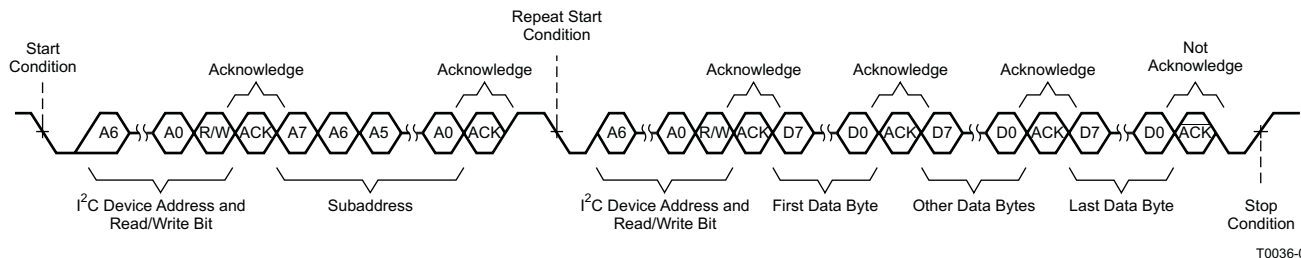 Repeat Start
Condition
Start
Condition
Not
Acknowledge
Acknowledge Acknowledge Acknowledge Acknowledge Acknowledge
A6 A0 R/W ACK A7 A6 A5 A0 ACK A6 A0 R/W ACK D7 D0 ACK D7 D0 ACK D7 D0 ACK
I²C Device Address and
Read/Write Bit
Subaddress
I²C Device Address and
Read/Write Bit
First Data Byte
Other Data Bytes
Last Data Byte
Stop
Condition